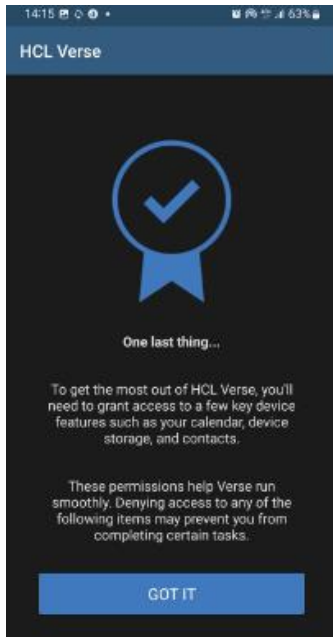 14:15 63%
HCL Verse
One last thing...
To get the most out of HCL Verse, you'll
need to grant access to a few key device
features such as your calendar, device
storage, and contacts.
These permissions help Verse run
smoothly. Denying access to any of the
following items may prevent you from
completing certain tasks.
GOT IT